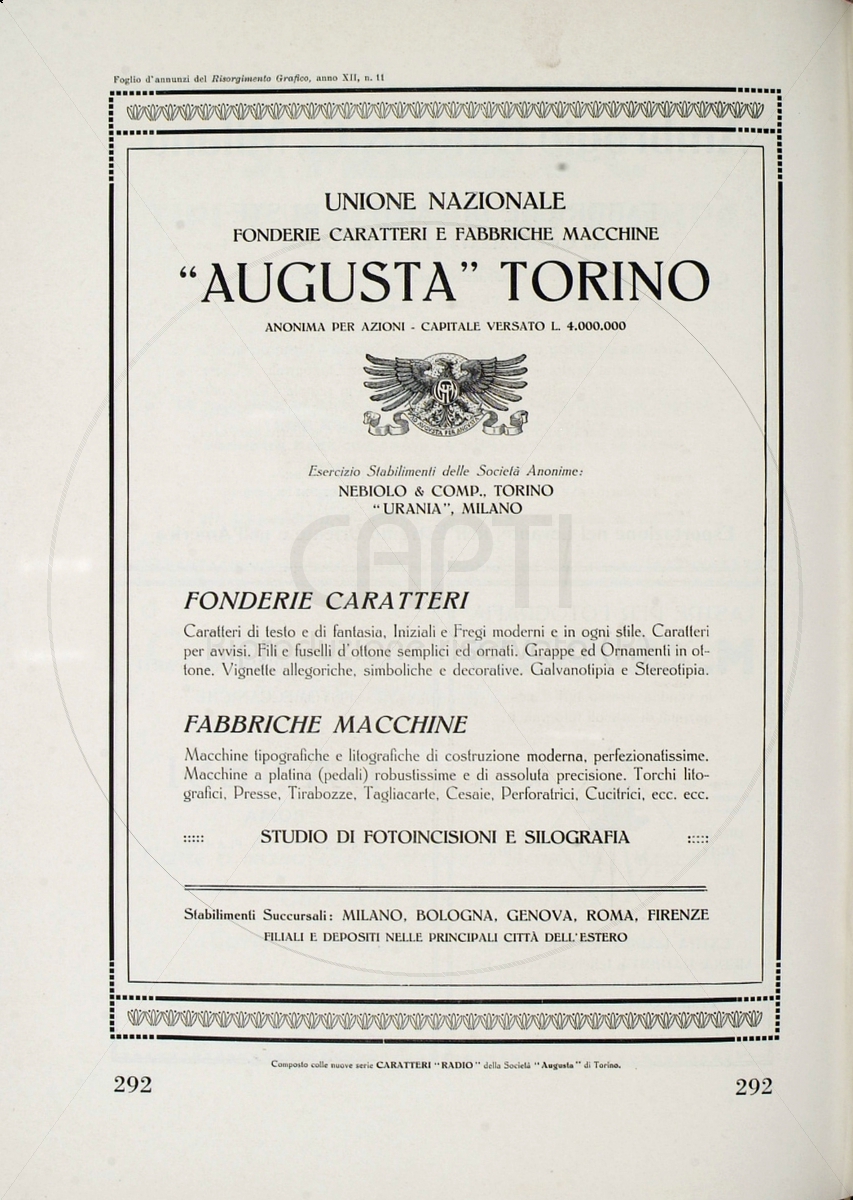 Foglio d'annunzi del Risorgimento Grafico, anno XII, n. 11
UNIONE NAZIONALE
FONDERIE CARATTERI E FABBRICHE MACCHINE
“AUGUSTA” TORINO
ANONIMA PER AZIONI - CAPITALE VERSATO L. 4.000.000
AUGUSTA PER ANGUSTA
Esercizio Stabilimenti delle Società Anonime:
NEBIOLO & COMP., TORINO
“URANIA”, MILANO
CAPTI
FONDERIE CARATTERI
Caratteri di testo e di fantasia, Iniziali e Fregi moderni e in ogni stile. Caratteri
per avvisi. Fili e fuselli d'ottone semplici ed ornati. Grappe ed Ornamenti in ot-
tone. Vignette allegoriche, simboliche e decorative. Galvanotipia e Stereotipia.
FABBRICHE MACCHINE
Macchine tipografiche e litografiche di costruzione moderna, perfezionatissime.
Macchine a platina (pedali) robustissime e di assoluta precisione. Torchi lito-
grafici, Presse, Tirabozze, Tagliacarte, Cesoie, Perforatrici, Cucitrici, ecc. ecc.
STUDIO DI FOTOINCISIONI E SILOGRAFIA
Stabilimenti Succursali: MILANO, BOLOGNA, GENOVA, ROMA, FIRENZE
FILIALI E DEPOSITI NELLE PRINCIPALI CITTÀ DELL'ESTERO
Composto colle nuove serie CARATTERI “RADIO” della Società “Augusta” di Torino.
292 292